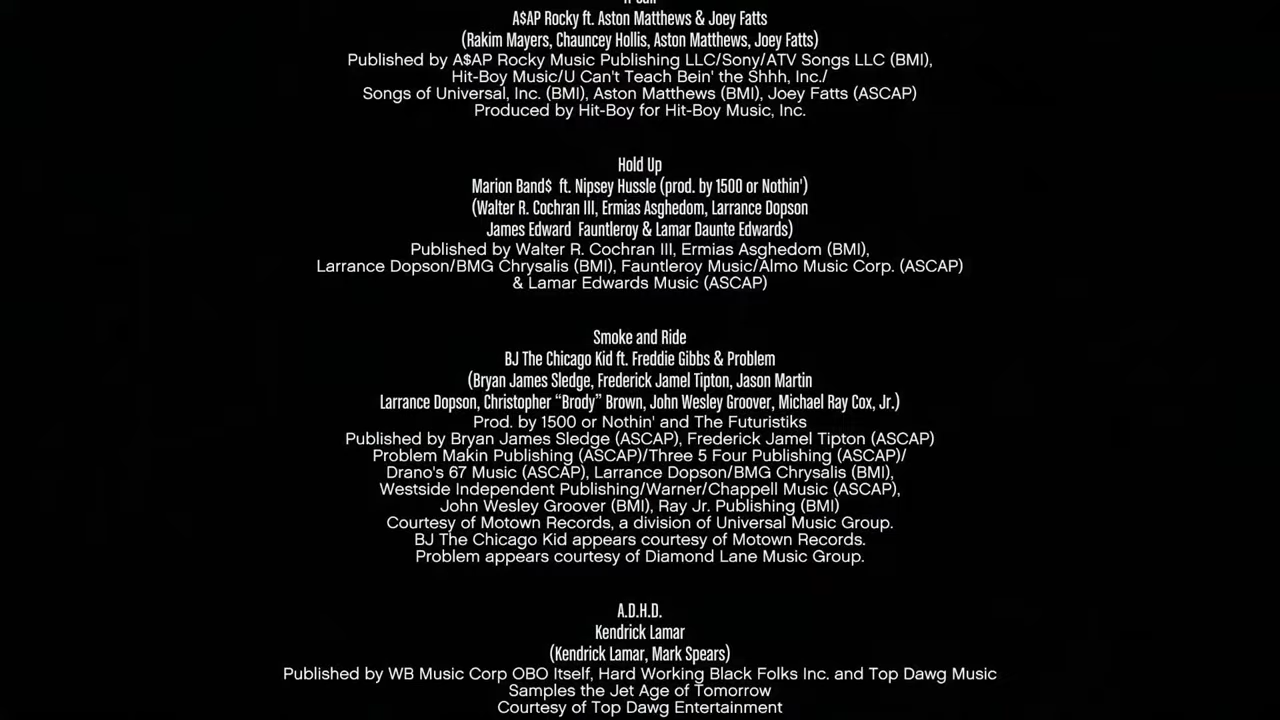 A$AP Rocky ft. Aston Matthews & Joey Fatts
(Rakim Mayers, Chauncey Hollis, Aston Matthews, Joey Fatts)
Published by A$AP Rocky Music Publishing LLC/Sony/ATV Songs LLC (BMI),
Hit-Boy Music/U Can't Teach Bein' the Shhh, Inc./
Songs of Universal, Inc. (BMI), Aston Matthews (BMI), Joey Fatts (ASCAP)
Produced by Hit-Boy for Hit-Boy Music, Inc.
Hold Up
Marion Band$ ft. Nipsey Hussle (prod. by 1500 or Nothin')
(Walter R. Cochran III, Ermias Asghedom, Larrance Dopson
James Edward Fauntleroy & Lamar Daunte Edwards)
Published by Walter R. Cochran III, Ermias Asghedom (BMI),
Larrance Dopson/BMG Chrysalis (BMI), Fauntleroy Music/Almo Music Corp. (ASCAP)
& Lamar Edwards Music (ASCAP)
Smoke and Ride
BJ The Chicago Kid ft. Freddie Gibbs & Problem
(Bryan James Sledge, Frederick Jamel Tipton, Jason Martin
Larrance Dopson, Christopher “Brody” Brown, John Wesley Groover, Michael Ray Cox, Jr.)
Prod. by 1500 or Nothin' and The Futuristiks
Published by Bryan James Sledge (ASCAP), Frederick Jamel Tipton (ASCAP)
Problem Makin Publishing (ASCAP)/Three 5 Four Publishing (ASCAP)/
Drano's 67 Music (ASCAP), Larrance Dopson/BMG Chrysalis (BMI),
Westside Independent Publishing/Warner/Chappell Music (ASCAP),
John Wesley Groover (BMI), Ray Jr. Publishing (BMI)
Courtesy of Motown Records, a division of Universal Music Group.
BJ The Chicago Kid appears courtesy of Motown Records.
Problem appears courtesy of Diamond Lane Music Group.
A.D.H.D.
Kendrick Lamar
(Kendrick Lamar, Mark Spears)
Published by WB Music Corp OBO Itself, Hard Working Black Folks Inc. and Top Dawg Music
Samples the Jet Age of Tomorrow
Courtesy of Top Dawg Entertainment